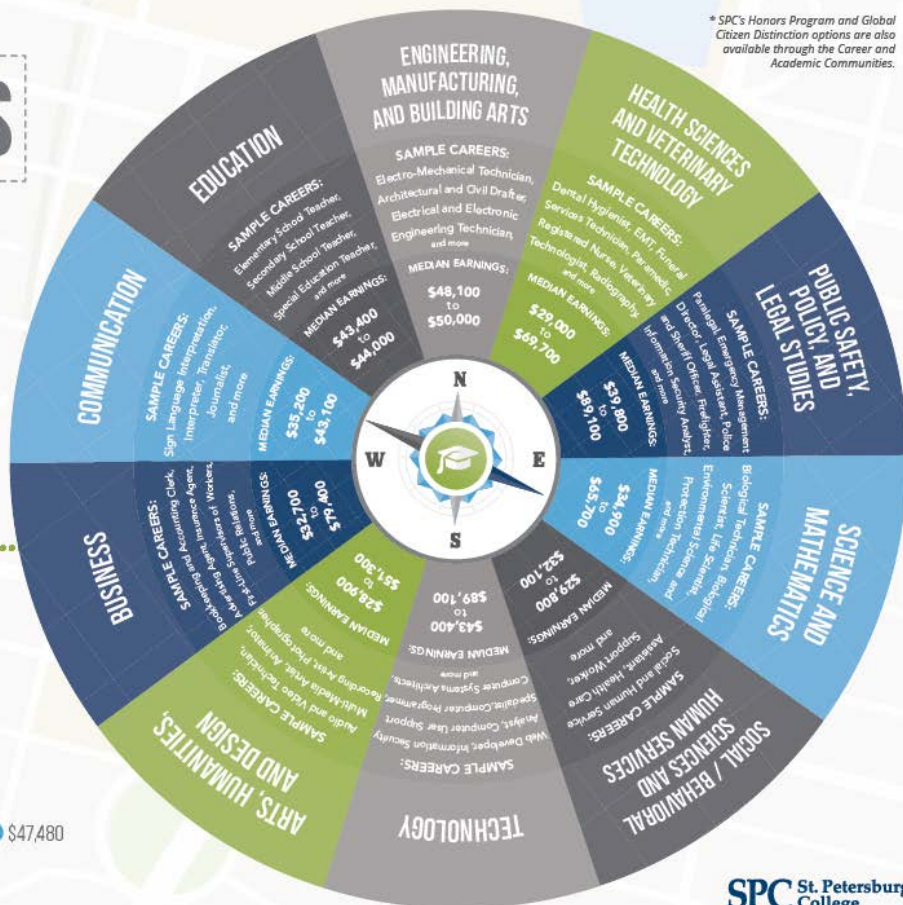 * SPC's Honors Program and Global
Citizen Distinction options are also
available through the Career and
Academic Communities.
S
ENGINEERING,
MANUFACTURING,
AND BUILDING ARTS
SAMPLE CAREERS:
Electro-Mechanical Technician,
Architectural and Civil Drafter,
Electrical and Electronic
Engineering Technician,
and more
MEDIAN EARNINGS:
$48,100
to
$50,000
HEALTH SCIENCES
AND VETERINARY
TECHNOLOGY
SAMPLE CAREERS:
Dental Hygienist, EMT, Funeral
Services Technician, Paramedic,
Registered Nurse, Veterinary
Technologist, Radiography,
and more
MEDIAN EARNINGS:
$29,000
to
$69,700
PUBLIC SAFETY,
POLICY, AND
LEGAL STUDIES
SAMPLE CAREERS:
Paralegal, Emergency Management
Director, Legal Assistant, Police
and Sheriff Officer, Firefighter,
Information Security Analyst,
and more
MEDIAN EARNINGS:
$39,800
to
$89,100
SCIENCE AND
MATHEMATICS
SAMPLE CAREERS:
Biological Technician, Biological
Scientist, Life Scientist,
Environmental Science and
Protection Technician,
and more
MEDIAN EARNINGS:
$34,900
to
$65,700
SOCIAL / BEHAVIORAL
SCIENCES AND
HUMAN SERVICES
SAMPLE CAREERS:
Social and Human Service
Assistant, Health Care
Support Worker,
and more
MEDIAN EARNINGS:
$29,800
to
$32,100
TECHNOLOGY
SAMPLE CAREERS:
Web Developer, Information Security
Analyst, Computer User Support
Specialist, Computer Programmer,
Computer Systems Architects,
and more
MEDIAN EARNINGS:
$43,400
to
$89,100
ARTS, HUMANITIES,
AND DESIGN
SAMPLE CAREERS:
Audio and Video Technician,
Multi-Media Artist, Animator,
Recording Artist, Photographer,
and more
MEDIAN EARNINGS:
$28,900
to
$51,300
BUSINESS
SAMPLE CAREERS:
Bookkeeping and Accounting Clerk,
Advertising Agent, Insurance Agent,
First-Line Supervisors of Workers,
Public Relations,
and more
MEDIAN EARNINGS:
$32,700
to
$79,400
COMMUNICATION
SAMPLE CAREERS:
Sign Language Interpretation,
Interpreter, Translator,
Journalist,
and more
MEDIAN EARNINGS:
$35,200
to
$43,100
EDUCATION
SAMPLE CAREERS:
Elementary School Teacher,
Secondary School Teacher,
Middle School Teacher,
Special Education Teacher,
and more
MEDIAN EARNINGS:
$43,400
to
$44,000
N
W
E
S
$47,480
SPC St. Petersburg
College